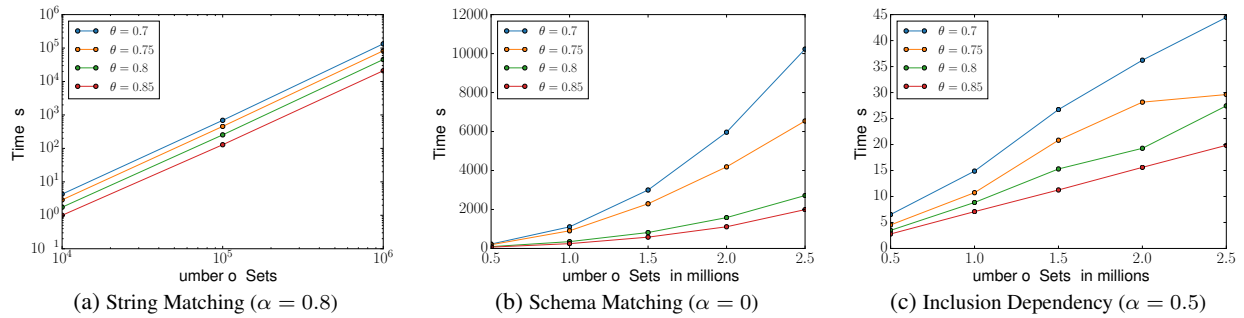 10^6
10^5
10^4
10^3
10^2
10^1
10^0
10^ 1
Time s
θ = 0.7
θ = 0.75
θ = 0.8
θ = 0.85
10^4 10^5 10^6
umber o Sets
(a) String Matching (α = 0.8)
12000
10000
8000
6000
4000
2000
0
Time s
θ = 0.7
θ = 0.75
θ = 0.8
θ = 0.85
0.5 1.0 1.5 2.0 2.5
umber o Sets in millions
(b) Schema Matching (α = 0)
45
40
35
30
25
20
15
10
5
0
Time s
θ = 0.7
θ = 0.75
θ = 0.8
θ = 0.85
0.5 1.0 1.5 2.0 2.5
umber o Sets in millions
(c) Inclusion Dependency (α = 0.5)